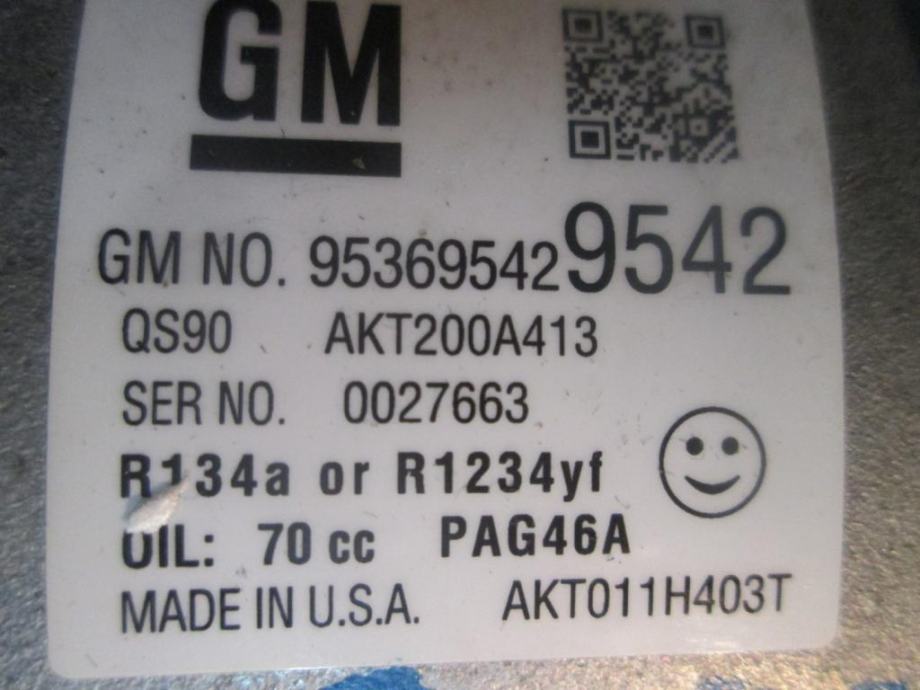 GM
GM NO. 95369542 9542
QS90 AKT200A413
SER NO. 0027663
R134a or R1234yf
OIL: 70 cc PAG46A
MADE IN U.S.A. AKT011H403T